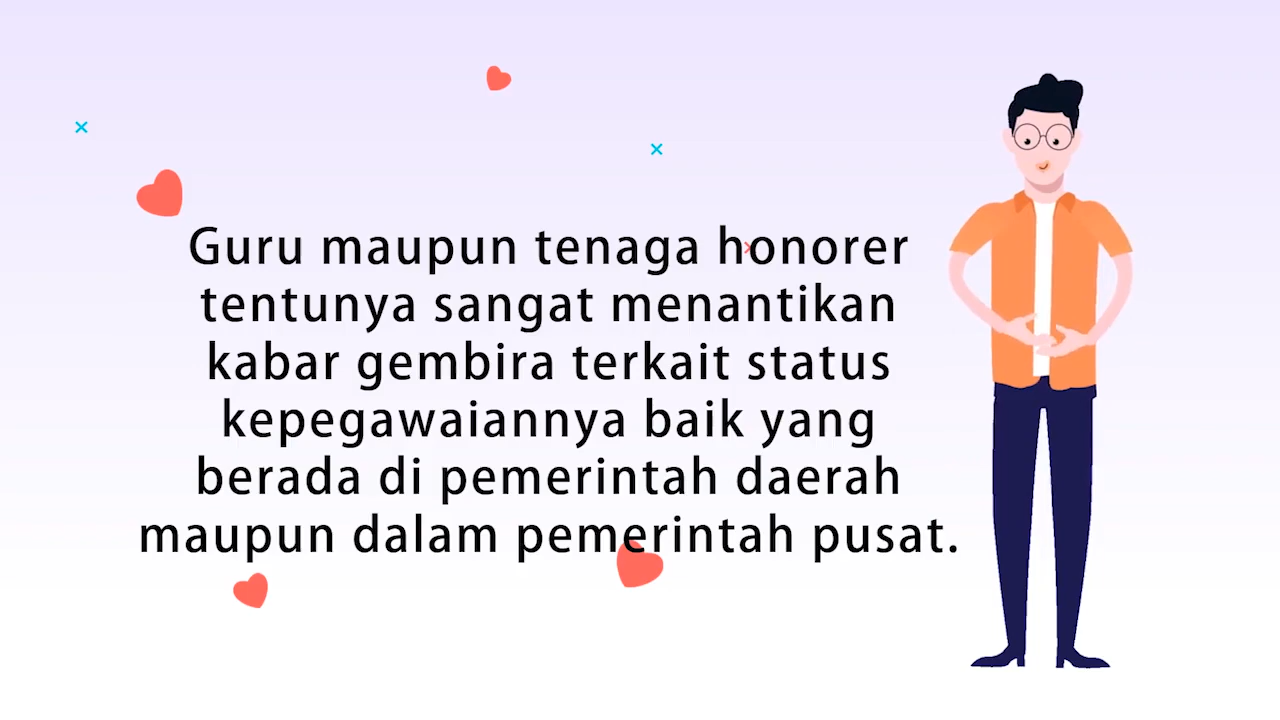 Guru maupun tenaga honorer
tentunya sangat menantikan
kabar gembira terkait status
kepegawaiannya baik yang
berada di pemerintah daerah
maupun dalam pemerintah pusat.